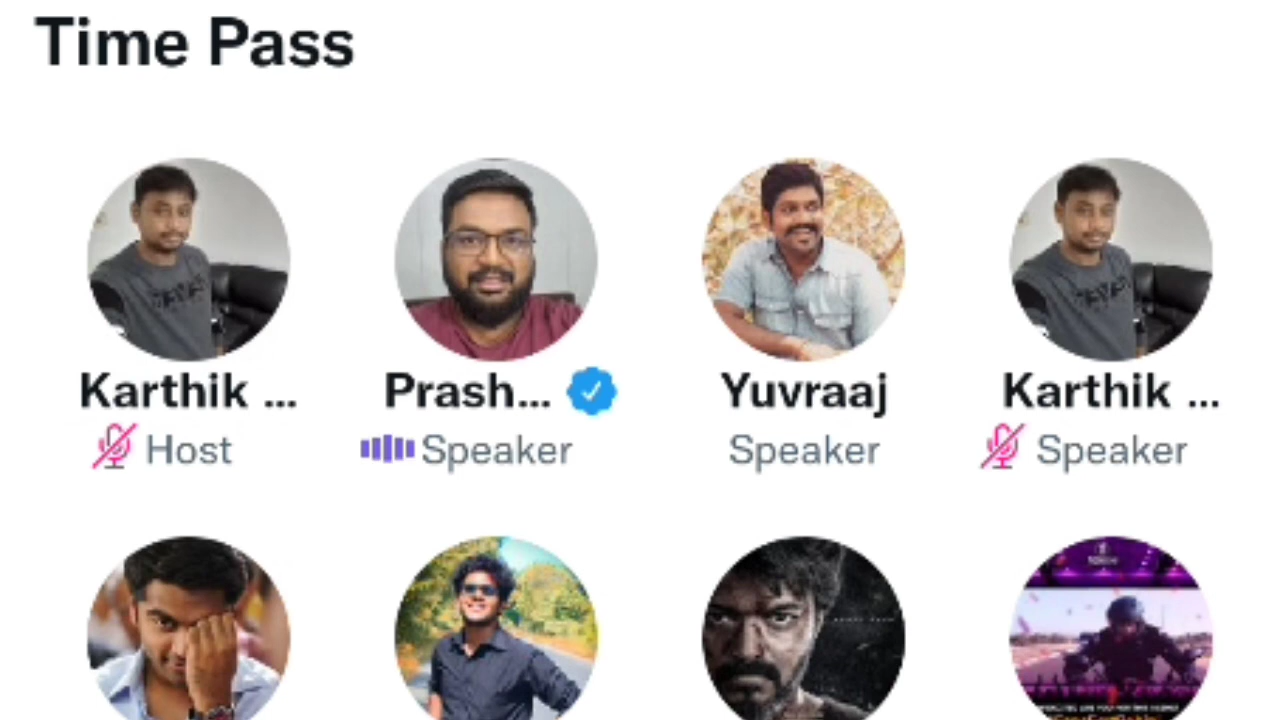 Time Pass
Karthik ...
Prash...
Yuvraaj
Karthik ...
Host
Speaker
Speaker
Speaker